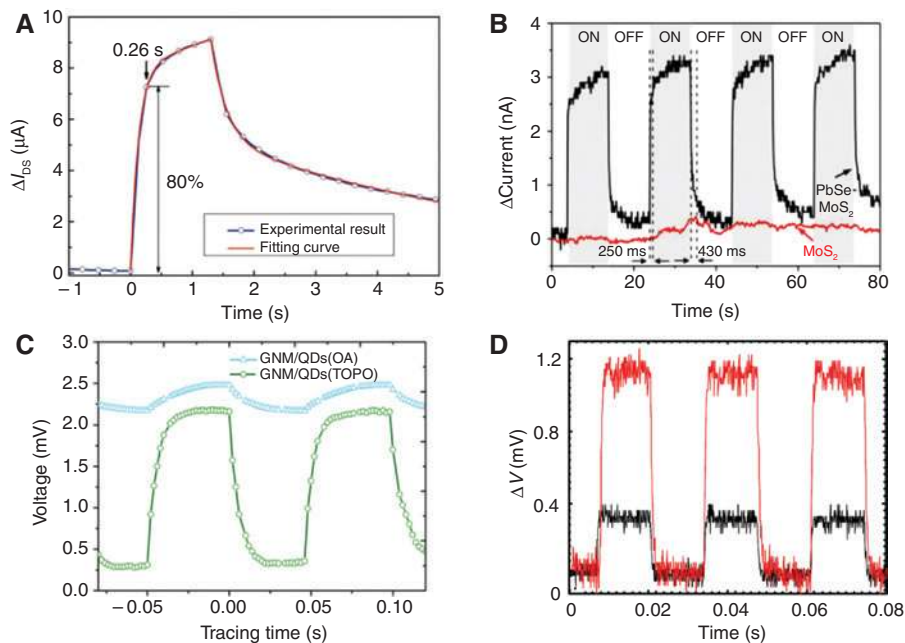 A
10
8
6
4
2
0
ΔI_DS (μA)
0.26 s
80%
Experimental result
Fitting curve
−1 0 1 2 3 4 5
Time (s)
B
ON OFF ON OFF ON OFF ON
4
3
2
1
0
ΔCurrent (nA)
PbSe-
MoS₂
250 ms
430 ms
MoS₂
0 20 40 60 80
Time (s)
C
GNM/QDs(OA)
GNM/QDs(TOPO)
3.0
2.5
2.0
1.5
0.5
0.0
Voltage (mV)
−0.05 0.00 0.05 0.10
Tracing time (s)
D
1.2
0.8
0.4
0
ΔV (mV)
0 0.02 0.04 0.06 0.08
Time (s)